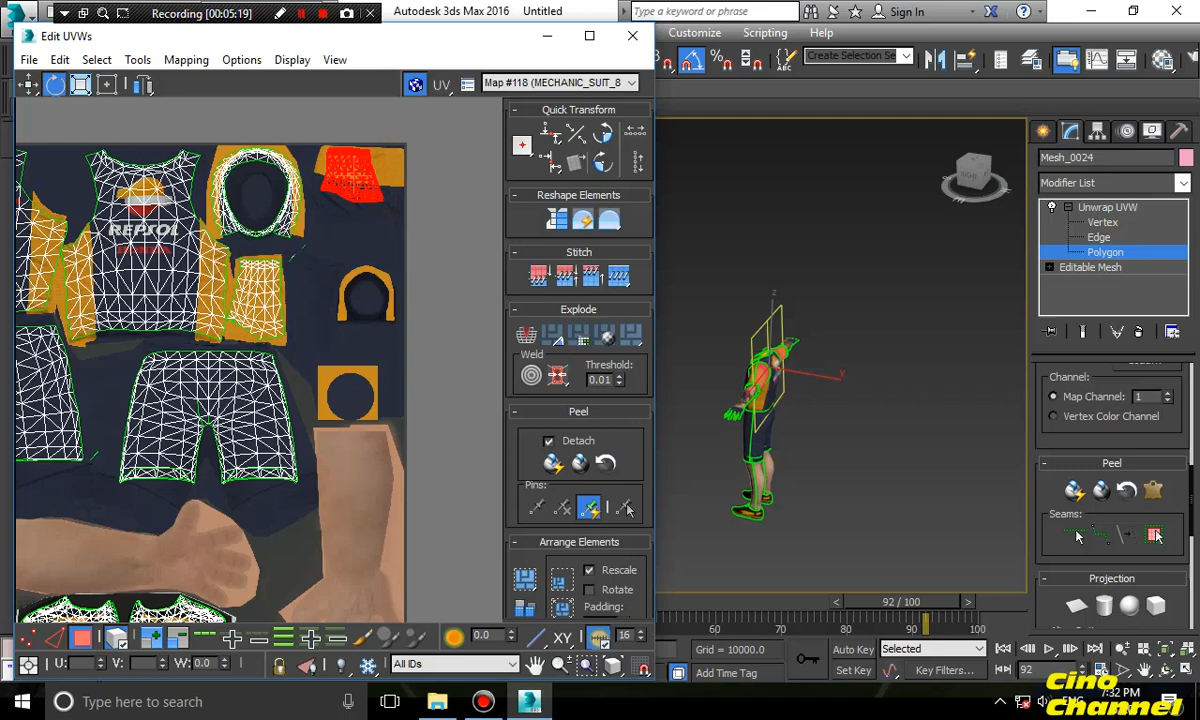 Recording [00:05:19]
Autodesk 3ds Max 2016
Untitled
Type a keyword or phrase
Sign In
Edit UVWs
Customize
Scripting
Help
File
Edit
Select
Tools
Mapping
Options
Display
View
Create Selection Se
UV
Map #118 (MECHANIC_SUIT_8
Quick Transform
Reshape Elements
Stitch
Explode
Weld
Threshold:
0.01
Peel
Detach
Pins:
Arrange Elements
Rescale
Rotate
Padding:
REPSOL
HONDA
RIGHT
z
y
Mesh_0024
Modifier List
Unwrap UVW
Vertex
Edge
Polygon
Editable Mesh
Channel:
Map Channel:
1
Vertex Color Channel
Peel
Seams:
Projection
92 / 100
60
70
80
90
100
0.0
XY
16
U:
V:
W:
0.0
All IDs
Grid = 10000.0
Add Time Tag
Auto Key
Selected
Set Key
Key Filters...
92
Type here to search
ENG
7:32 PM
Cino
Channel